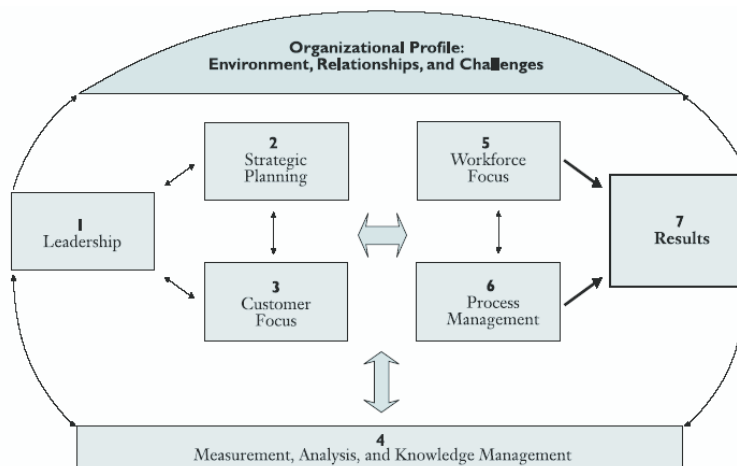 Organizational Profile:
Environment, Relationships, and Challenges
2
Strategic
Planning
5
Workforce
Focus
1
Leadership
7
Results
3
Customer
Focus
6
Process
Management
4
Measurement, Analysis, and Knowledge Management